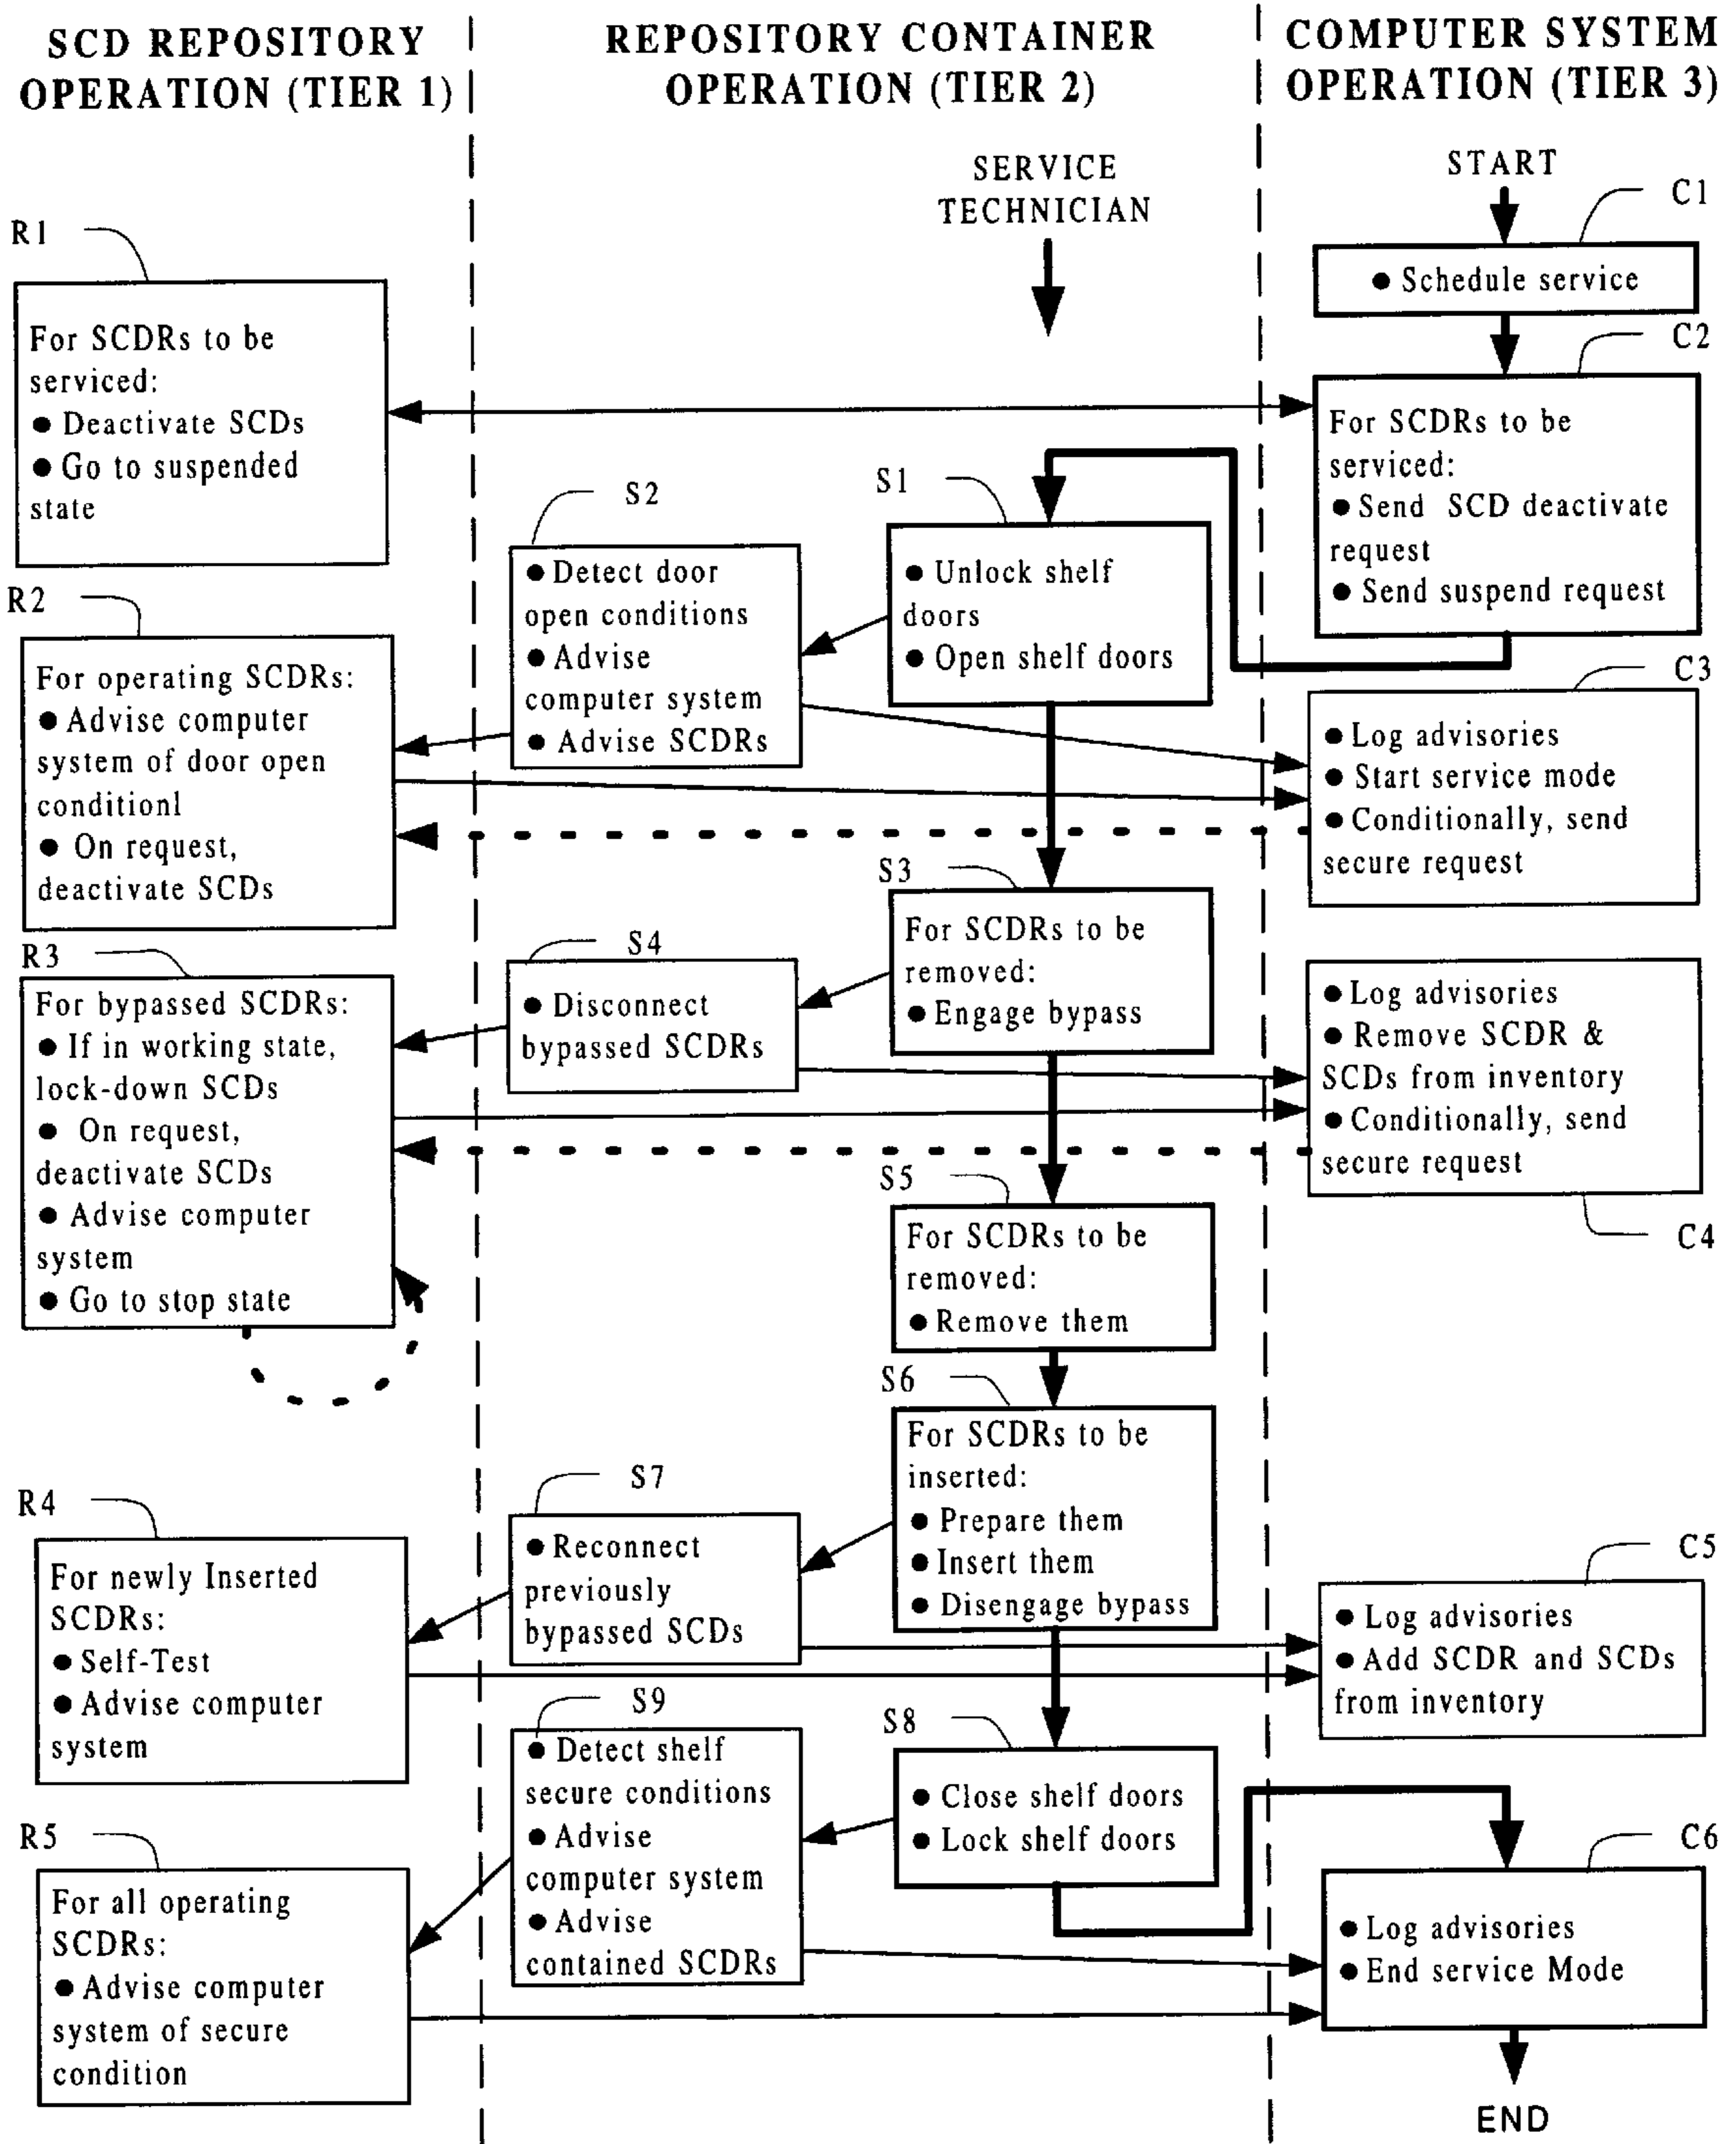 SCD REPOSITORY
OPERATION (TIER 1)
REPOSITORY CONTAINER
OPERATION (TIER 2)
COMPUTER SYSTEM
OPERATION (TIER 3)
SERVICE
TECHNICIAN
START
C1
● Schedule service
R1
For SCDRs to be
serviced:
● Deactivate SCDs
● Go to suspended
state
C2
For SCDRs to be
serviced:
● Send SCD deactivate
request
● Send suspend request
S1
● Unlock shelf
doors
● Open shelf doors
S2
● Detect door
open conditions
● Advise
computer system
● Advise SCDRs
R2
For operating SCDRs:
● Advise computer
system of door open
conditionl
● On request,
deactivate SCDs
C3
● Log advisories
● Start service mode
● Conditionally, send
secure request
S3
For SCDRs to be
removed:
● Engage bypass
S4
● Disconnect
bypassed SCDRs
R3
For bypassed SCDRs:
● If in working state,
lock-down SCDs
● On request,
deactivate SCDs
● Advise computer
system
● Go to stop state
● Log advisories
● Remove SCDR &
SCDs from inventory
● Conditionally, send
secure request
C4
S5
For SCDRs to be
removed:
● Remove them
S6
For SCDRs to be
inserted:
● Prepare them
● Insert them
● Disengage bypass
S7
● Reconnect
previously
bypassed SCDs
R4
For newly Inserted
SCDRs:
● Self-Test
● Advise computer
system
C5
● Log advisories
● Add SCDR and SCDs
from inventory
S8
● Close shelf doors
● Lock shelf doors
S9
● Detect shelf
secure conditions
● Advise
computer system
● Advise
contained SCDRs
R5
For all operating
SCDRs:
● Advise computer
system of secure
condition
C6
● Log advisories
● End service Mode
END